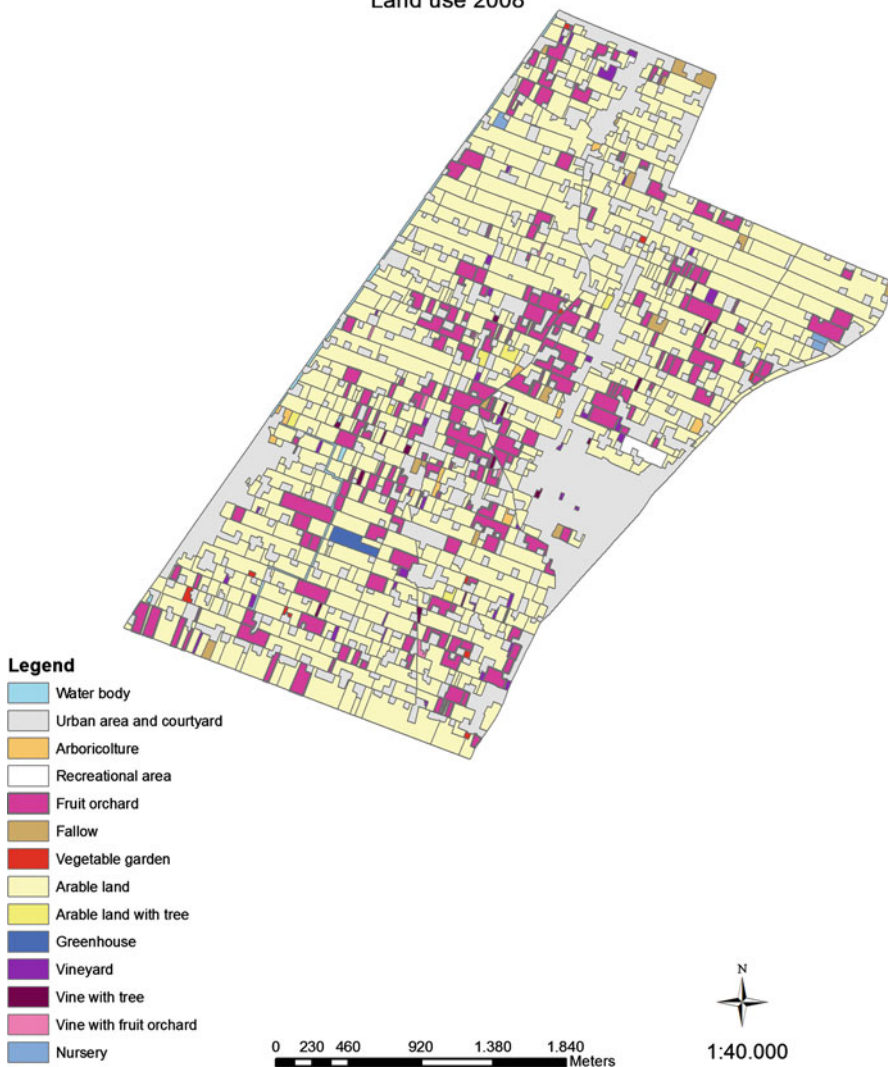 Land use 2008
Legend
Water body
Urban area and courtyard
Arboricolture
Recreational area
Fruit orchard
Fallow
Vegetable garden
Arable land
Arable land with tree
Greenhouse
Vineyard
Vine with tree
Vine with fruit orchard
Nursery
0 230 460 920 1.380 1.840
Meters
N
1:40.000